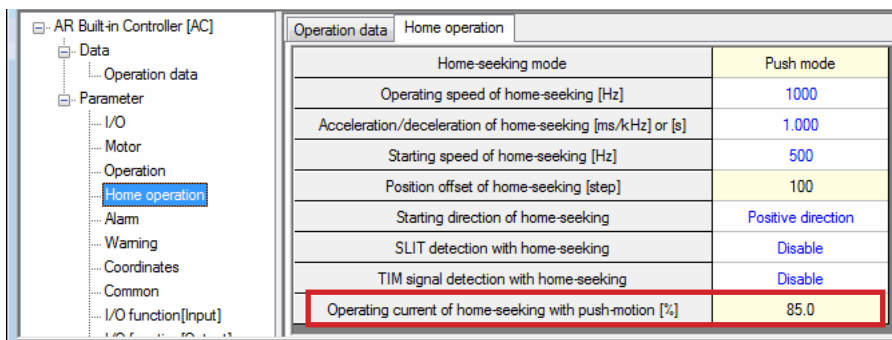 AR Built-in Controller [AC]
Data
Operation data
Parameter
I/O
Motor
Operation
Home operation
Alarm
Warning
Coordinates
Common
I/O function[Input]
Operation data Home operation
Home-seeking mode Push mode
Operating speed of home-seeking [Hz] 1000
Acceleration/deceleration of home-seeking [ms/kHz] or [s] 1.000
Starting speed of home-seeking [Hz] 500
Position offset of home-seeking [step] 100
Starting direction of home-seeking Positive direction
SLIT detection with home-seeking Disable
TIM signal detection with home-seeking Disable
Operating current of home-seeking with push-motion [%] 85.0